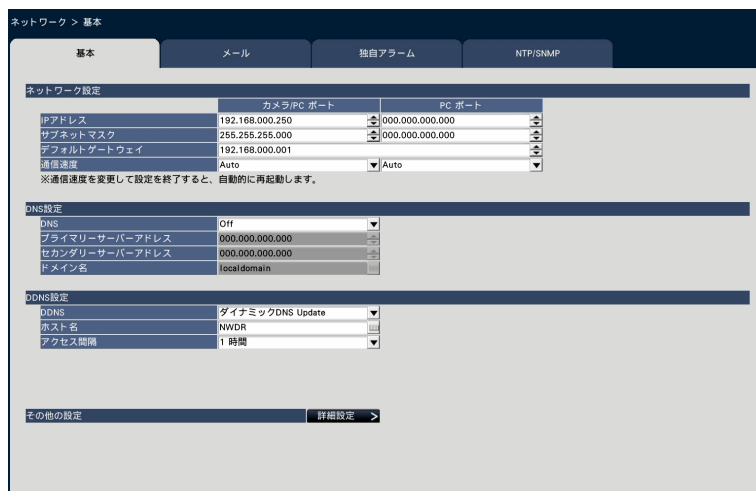 ネットワーク > 基本
基本 メール 独自アラーム NTP/SNMP
ネットワーク設定
カメラ/PC ポート PC ポート
IPアドレス 192.168.000.250 000.000.000.000
サブネットマスク 255.255.255.000 000.000.000.000
デフォルトゲートウェイ 192.168.000.001
通信速度 Auto Auto
※通信速度を変更して設定を終了すると、自動的に再起動します。
DNS設定
DNS Off
プライマリーサーバーアドレス 000.000.000.000
セカンダリーサーバーアドレス 000.000.000.000
ドメイン名 localdomain
DDNS設定
DDNS ダイナミックDNS Update
ホスト名 NWDR
アクセス間隔 1 時間
その他の設定 詳細設定 >